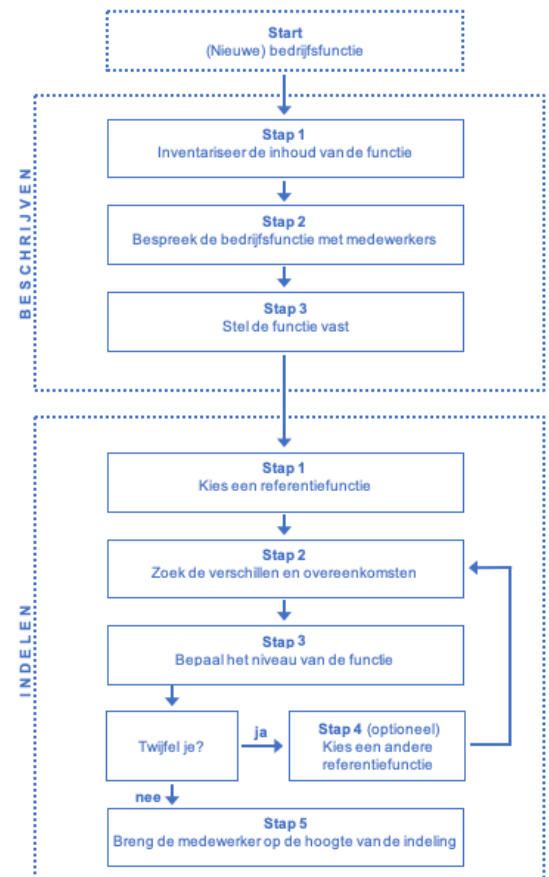 Start
(Nieuwe) bedrijfsfunctie
BESCHRIJVEN
Stap 1
Inventariseer de inhoud van de functie
Stap 2
Bespreek de bedrijfsfunctie met medewerkers
Stap 3
Stel de functie vast
INDELEN
Stap 1
Kies een referentiefunctie
Stap 2
Zoek de verschillen en overeenkomsten
Stap 3
Bepaal het niveau van de functie
Twijfel je?
ja
Stap 4 (optioneel)
Kies een andere
referentiefunctie
nee
Stap 5
Breng de medewerker op de hoogte van de indeling